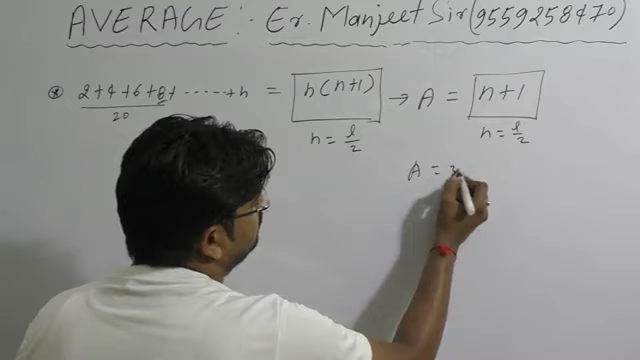 AVERAGE:- Er. Manjeet Sir (9559258470)
* 2+4+6+8+ ......+n = n(n+1) → A = n+1
20 n = l/2 n = l/2
A =